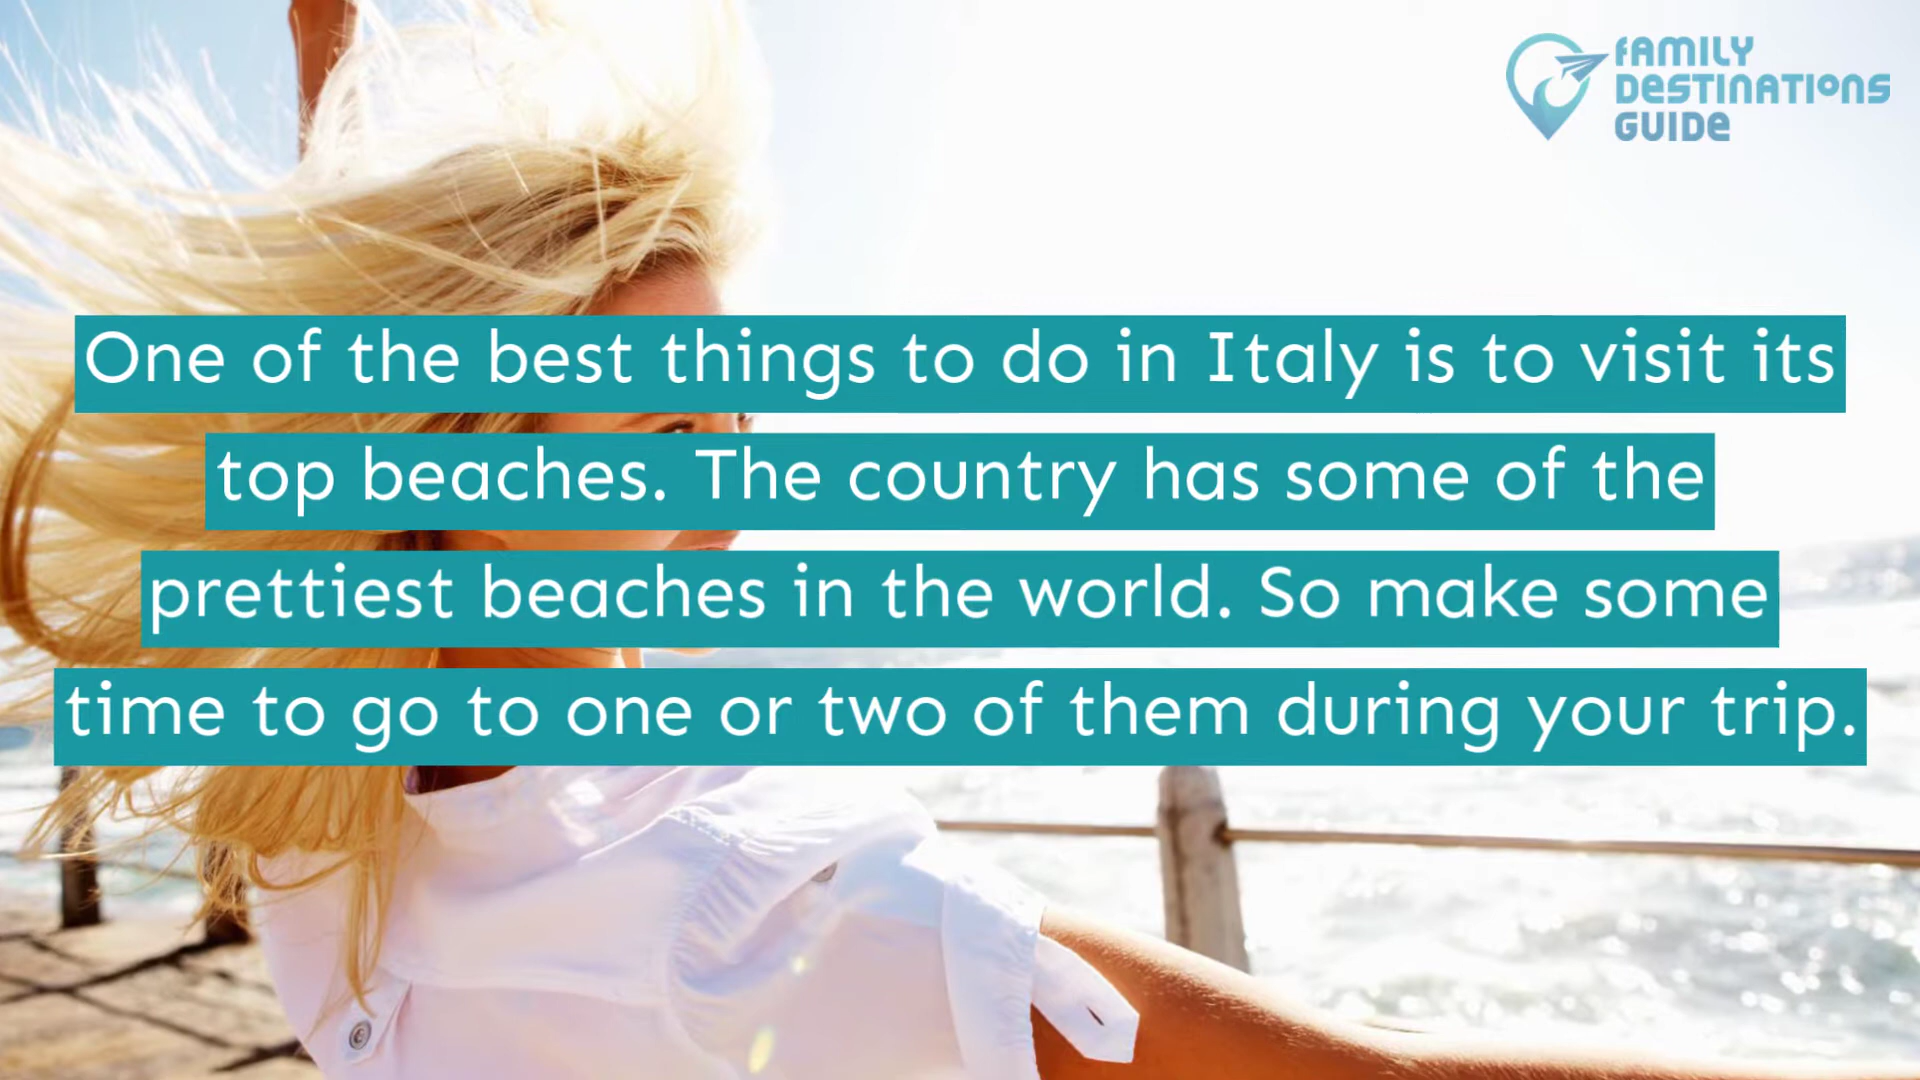 FAMILY
DESTINATIONS
GUIDE
One of the best things to do in Italy is to visit its
top beaches. The country has some of the
prettiest beaches in the world. So make some
time to go to one or two of them during your trip.